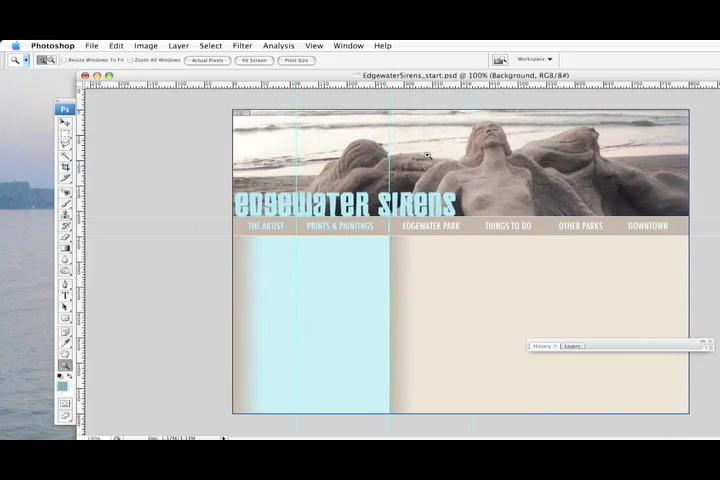 Photoshop File Edit Image Layer Select Filter Analysis View Window Help
Resize Windows To Fit Zoom All Windows Actual Pixels Fit Screen Print Size Workspace
EdgewaterSirens_start.psd @ 100% (Background, RGB/8#)
Ps
edgewater sirens
THE ARTIST PRINTS & PAINTINGS EDGEWATER PARK THINGS TO DO OTHER PARKS DOWNTOWN
History Layers